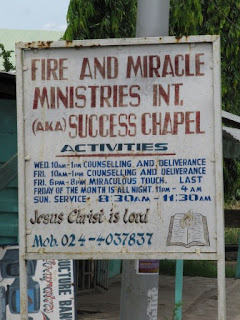 FIRE AND MIRACLE
MINISTRIES INT.
(AKA) SUCCESS CHAPEL
ACTIVITIES
WED. 10AM-1PM COUNSELLING AND DELIVERANCE
FRI. 10AM-1PM COUNSELLING AND DELIVERANCE
FRI. 6PM-8PM MIRACULOUS TOUCH. LAST
FRIDAY OF THE MONTH IS ALL NIGHT. 11PM - 4AM
SUN. SERVICE. 8:30AM-11:30AM
Jesus Christ is lord
Mob. 024-4037837